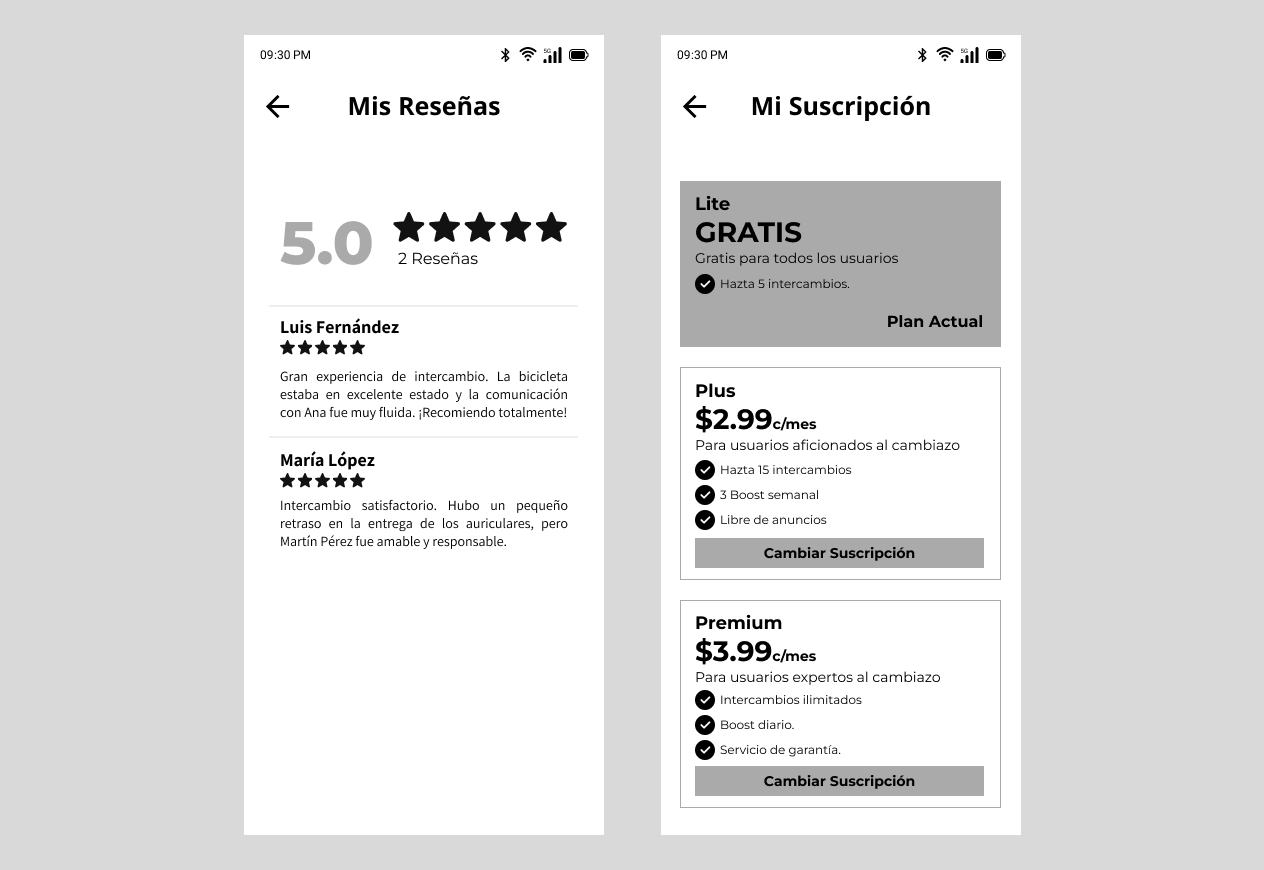 09:30 PM
5G
Mis Reseñas
5.0
2 Reseñas
Luis Fernández
Gran experiencia de intercambio. La bicicleta
estaba en excelente estado y la comunicación
con Ana fue muy fluida. ¡Recomiendo totalmente!
María López
Intercambio satisfactorio. Hubo un pequeño
retraso en la entrega de los auriculares, pero
Martín Pérez fue amable y responsable.
09:30 PM
5G
Mi Suscripción
Lite
GRATIS
Gratis para todos los usuarios
Hazta 5 intercambios.
Plan Actual
Plus
$2.99c/mes
Para usuarios aficionados al cambiazo
Hazta 15 intercambios
3 Boost semanal
Libre de anuncios
Cambiar Suscripción
Premium
$3.99c/mes
Para usuarios expertos al cambiazo
Intercambios ilimitados
Boost diario.
Servicio de garantía.
Cambiar Suscripción